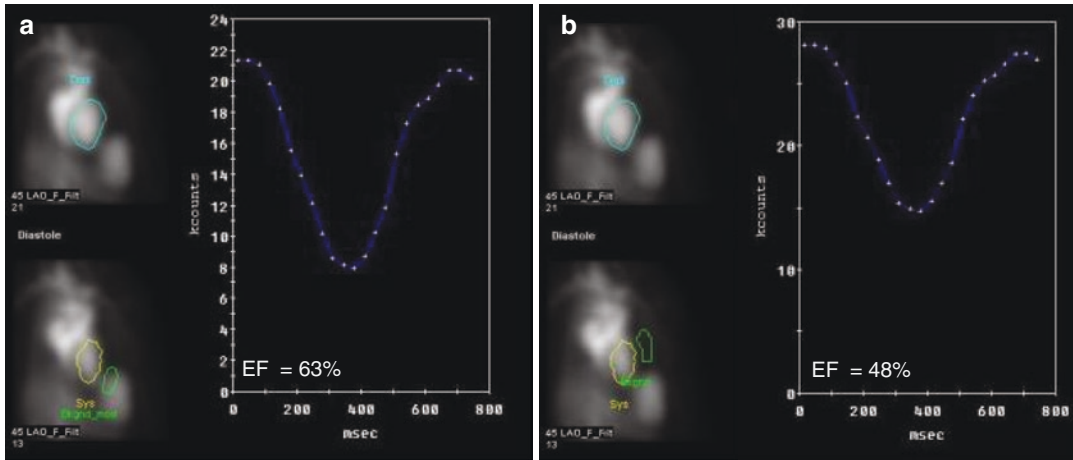 a
Dias
45 LAO_F_Filt
21
Diastole
Sys
Bkgnd_mod
45 LAO_F_Filt
13
24
22
20
18
16
14
12
10
8
6
4
2
0
kcounts
EF = 63%
0 200 400 600 800
msec
b
45 LAO_F_Filt
21
Diastole
Sys
45 LAO_F_Filt
13
30
20
10
0
kcounts
EF = 48%
0 200 400 600 800
msec